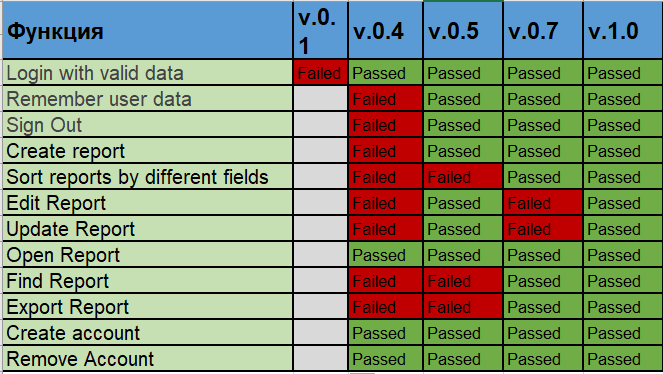 Функция v.0.1 v.0.4 v.0.5 v.0.7 v.1.0
Login with valid data Failed Passed Passed Passed Passed
Remember user data Failed Passed Passed Passed
Sign Out Failed Passed Passed Passed
Create report Failed Passed Passed Passed
Sort reports by different fields Failed Failed Passed Passed
Edit Report Failed Passed Failed Passed
Update Report Failed Passed Failed Passed
Open Report Passed Passed Passed Passed
Find Report Failed Failed Passed Passed
Export Report Failed Failed Passed Passed
Create account Passed Passed Passed Passed
Remove Account Passed Passed Passed Passed